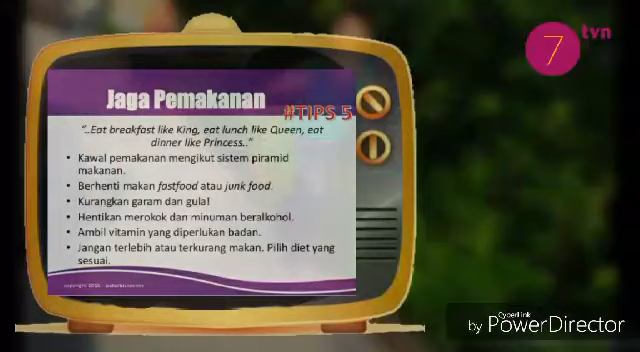 7 tvn
Jaga Pemakanan
#TIPS 5
"..Eat breakfast like King, eat lunch like Queen, eat
dinner like Princess.."
• Kawal pemakanan mengikut sistem piramid
makanan.
• Berhenti makan fastfood atau junk food.
• Kurangkan garam dan gula!
• Hentikan merokok dan minuman beralkohol.
• Ambil vitamin yang diperlukan badan.
• Jangan terlebih atau terkurang makan. Pilih diet yang
sesuai.
CyberLink
by PowerDirector